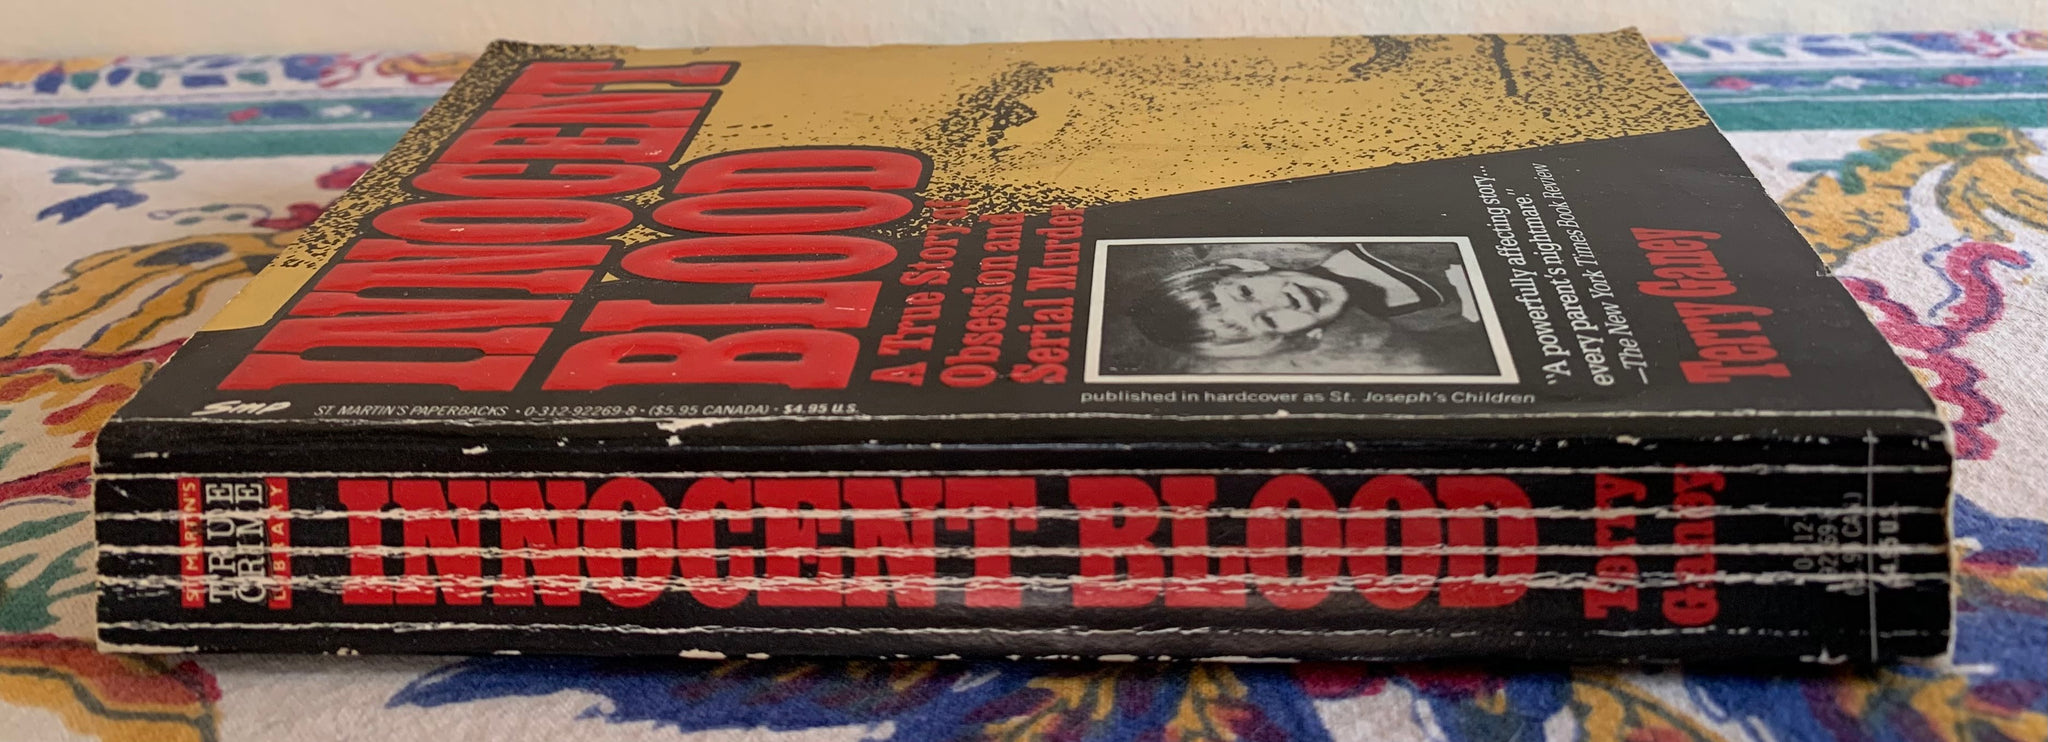 INNOCENT
BLOOD
A True Story of
Obsession and
Serial Murder
published in hardcover as St. Joseph's Children
"A powerfully affecting story...
every parent's nightmare."
—The New York Times Book Review
Terry Ganey
SMP
ST. MARTIN'S PAPERBACKS • 0-312-92269-8 • ($5.95 CANADA) • $4.95 U.S.
ST. MARTIN'S
TRUE
CRIME
LIBRARY
INNOCENT BLOOD
Terry
Ganey
$4.95 U.S.